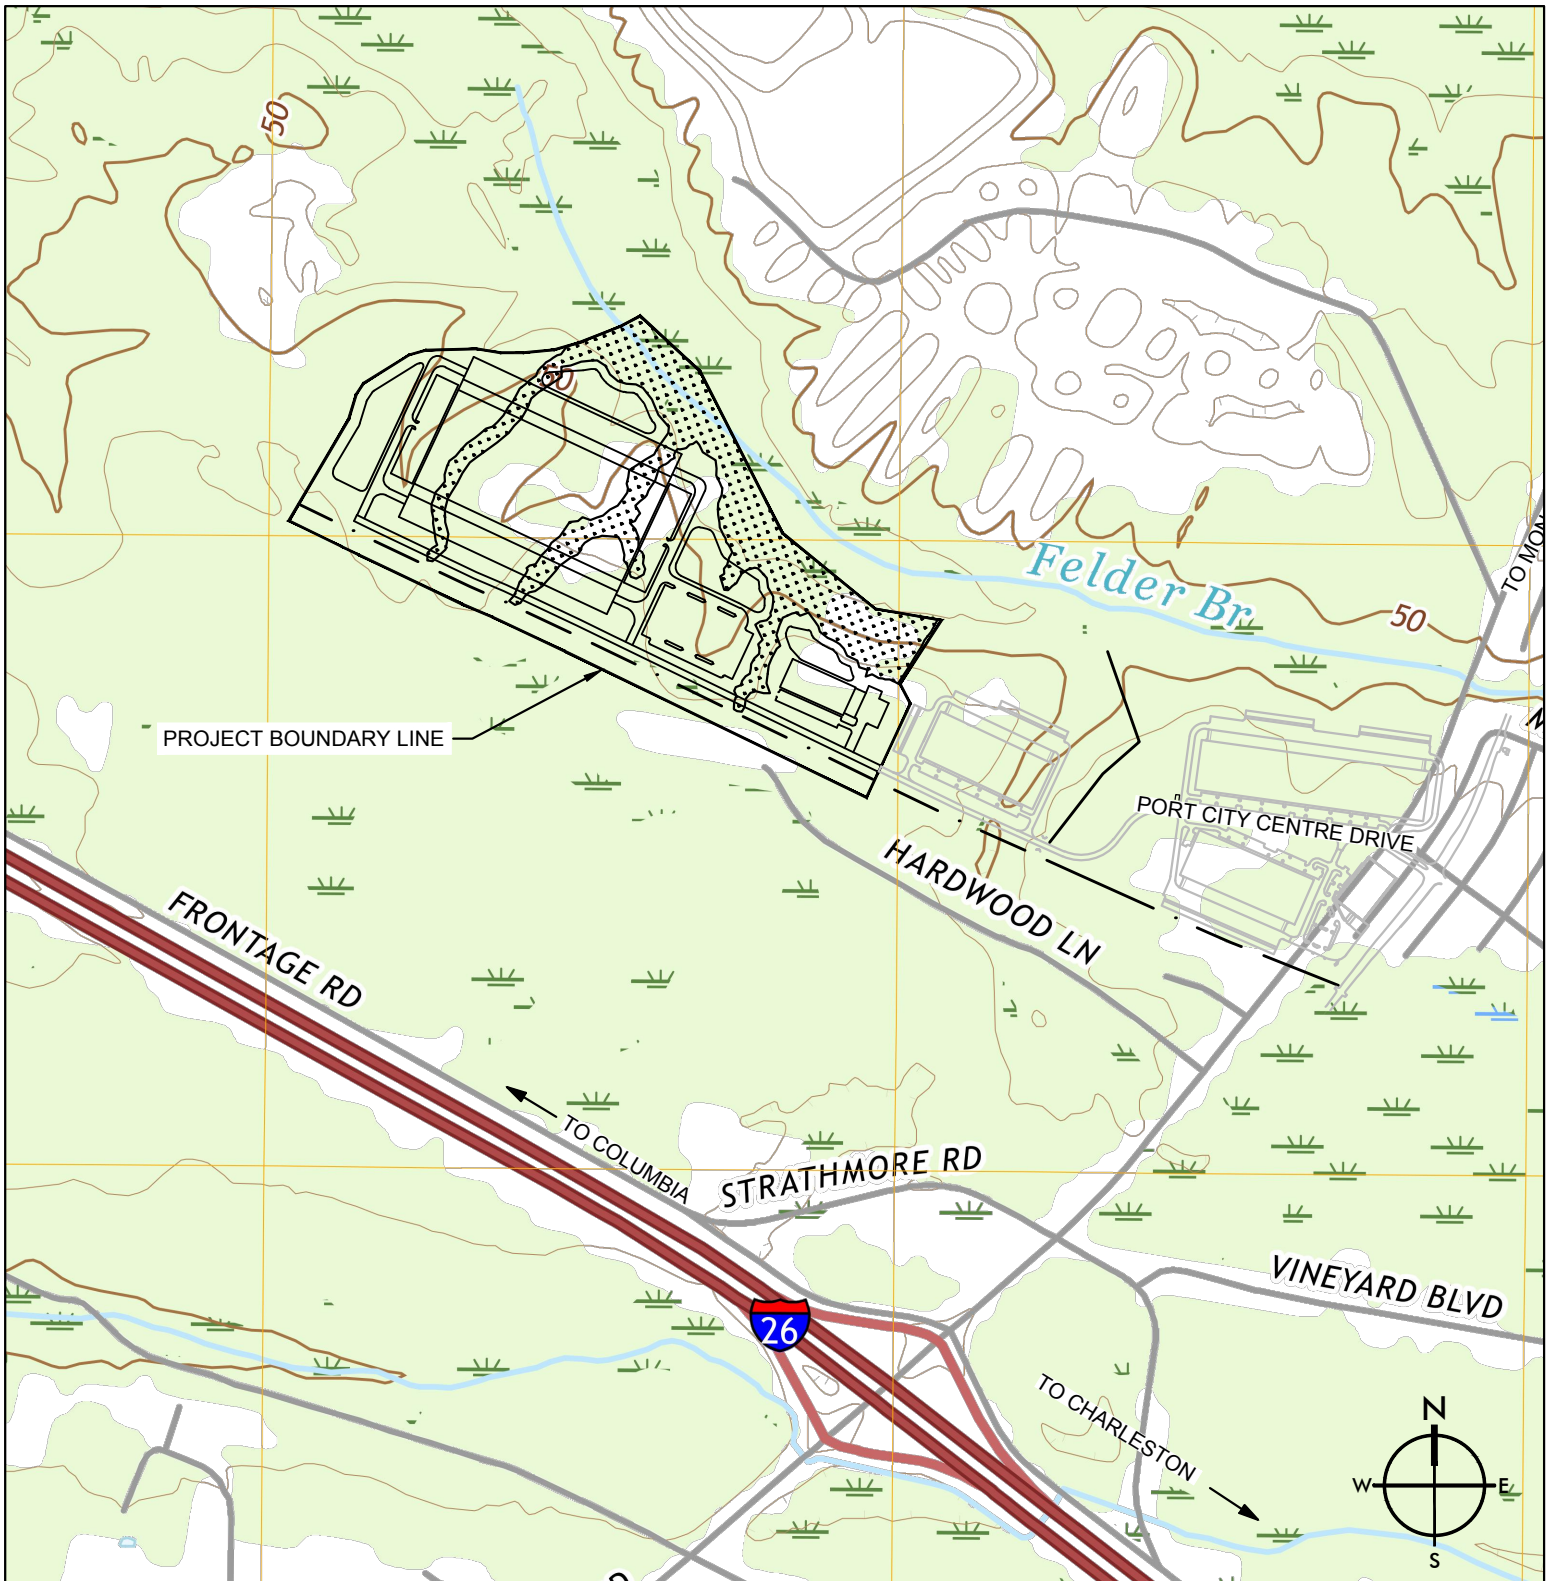 50
60
Felder Br
50
TO MON
PROJECT BOUNDARY LINE
PORT CITY CENTRE DRIVE
HARDWOOD LN
FRONTAGE RD
TO COLUMBIA
STRATHMORE RD
VINEYARD BLVD
26
TO CHARLESTON
N
W
E
S